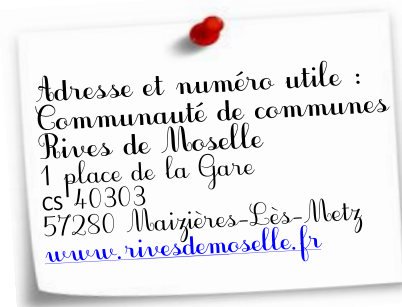 Adresse et numéro utile :
Communauté de communes
Rives de Moselle
1 place de la Gare
CS 40303
57280 Maizières-Lès-Metz
www.rivesdemoselle.fr